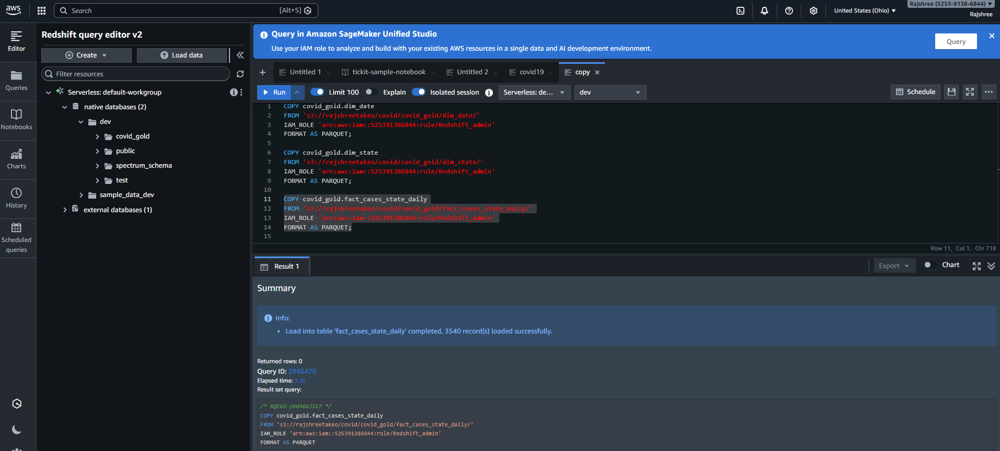 aws
Search
[Alt+S]
United States (Ohio) ▼
Rajshree (5253-9138-6844) ▼
Rajshree
Editor
Queries
Notebooks
Charts
History
Scheduled
queries
Redshift query editor v2
Create
Load data
Filter resources
Serverless: default-workgroup
native databases (2)
dev
covid_gold
public
spectrum_schema
test
sample_data_dev
external databases (1)
Query in Amazon SageMaker Unified Studio
Use your IAM role to analyze and build with your existing AWS resources in a single data and AI development environment.
Query
Untitled 1
tickit-sample-notebook
Untitled 2
covid19
copy
Run
Limit 100
Explain
Isolated session
Serverless: de...
dev
Schedule
1 COPY covid_gold.dim_date
2 FROM 's3://rajshreetakeo/covid/covid_gold/dim_date/'
3 IAM_ROLE 'arn:aws:iam::525391386844:role/Redshift_admin'
4 FORMAT AS PARQUET;
5
6 COPY covid_gold.dim_state
7 FROM 's3://rajshreetakeo/covid/covid_gold/dim_state/'
8 IAM_ROLE 'arn:aws:iam::525391386844:role/Redshift_admin'
9 FORMAT AS PARQUET;
10
11 COPY covid_gold.fact_cases_state_daily
12 FROM 's3://rajshreetakeo/covid/covid_gold/fact_cases_state_daily/'
13 IAM_ROLE 'arn:aws:iam::525391386844:role/Redshift_admin'
14 FORMAT AS PARQUET;
15
Row 11, Col 1, Chr 718
Result 1
Export
Chart
Summary
Info:
• Load into table 'fact_cases_state_daily' completed, 3540 record(s) loaded successfully.
Returned rows: 0
Query ID: 2846470
Elapsed time: 1.3s
Result set query:
/* RQEV2-yVd46aJIx7 */
COPY covid_gold.fact_cases_state_daily
FROM 's3://rajshreetakeo/covid/covid_gold/fact_cases_state_daily/'
IAM_ROLE 'arn:aws:iam::525391386844:role/Redshift_admin'
FORMAT AS PARQUET